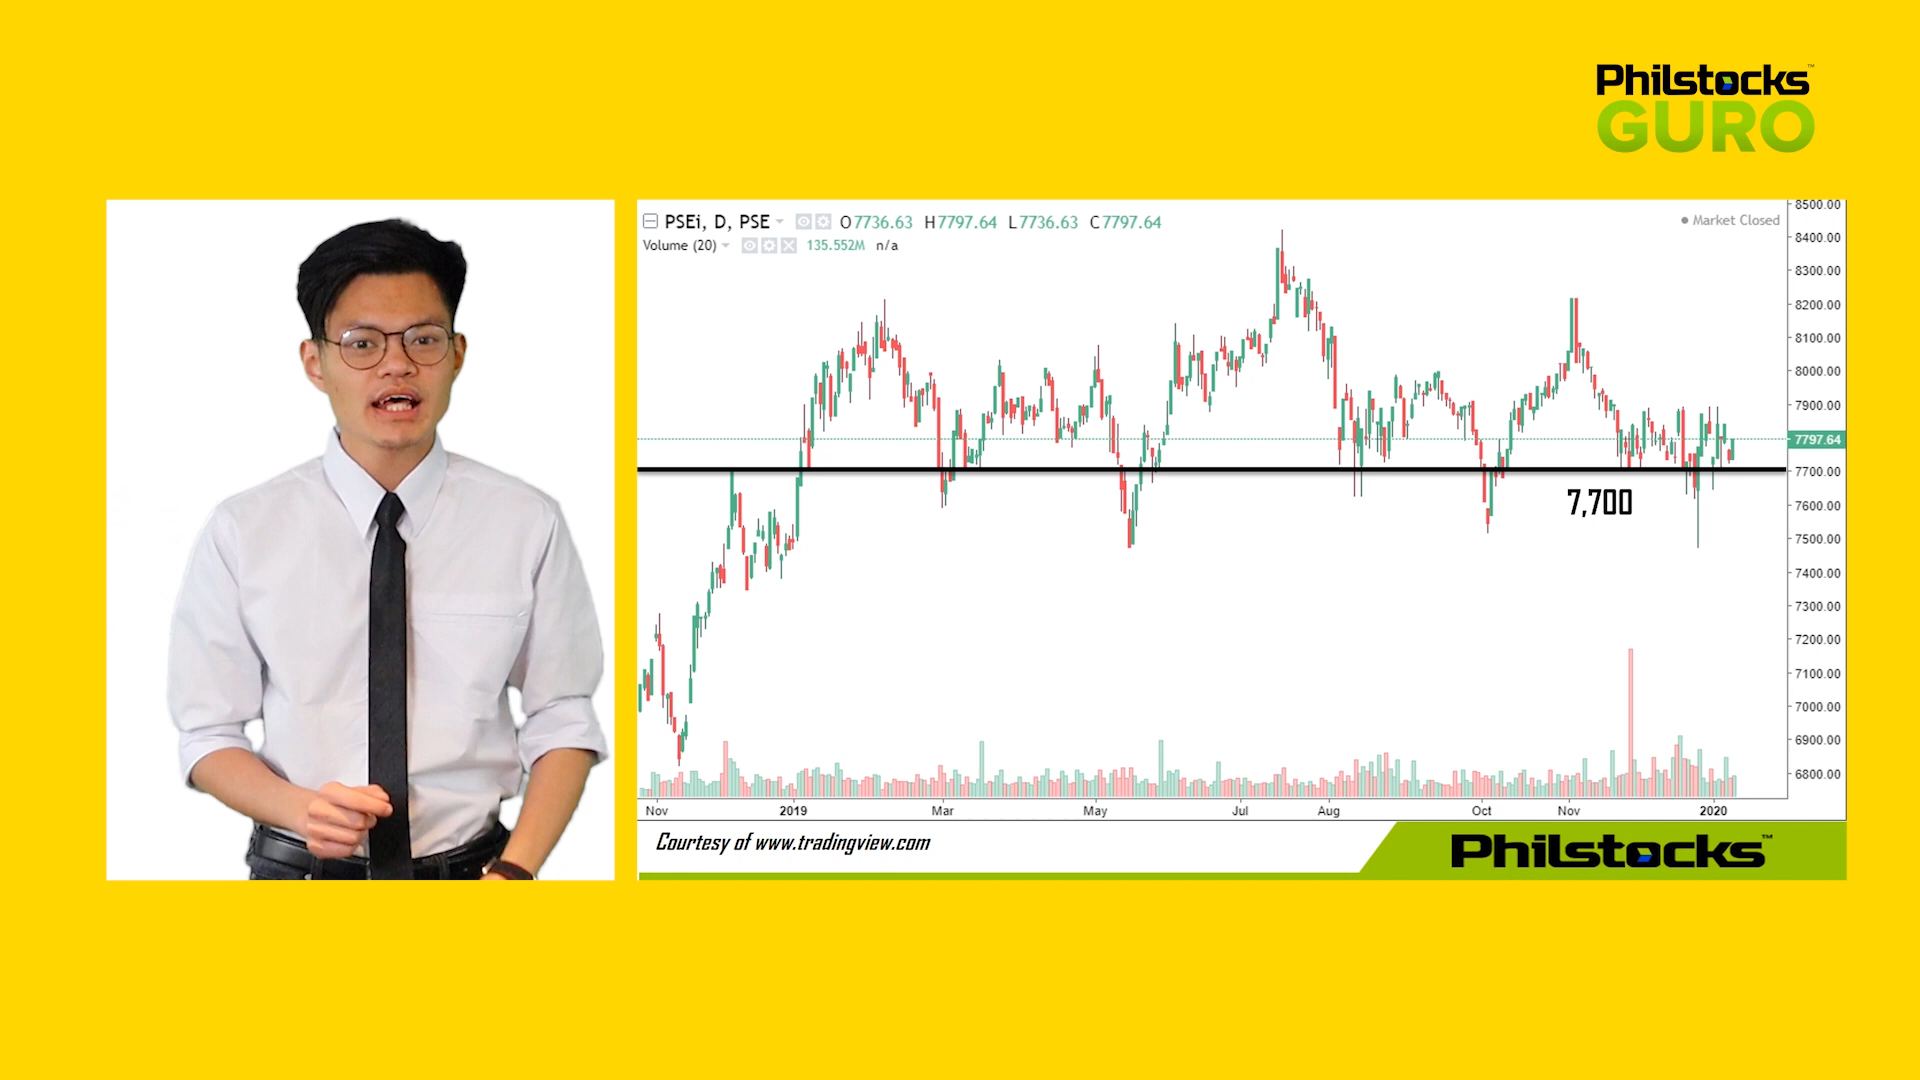 Philstocks™
GURO
PSEi, D, PSE O7736.63 H7797.64 L7736.63 C7797.64
Market Closed
Volume (20) 135.552M n/a
8500.00
8400.00
8300.00
8200.00
8100.00
8000.00
7900.00
7797.64
7700.00
7,700
7600.00
7500.00
7400.00
7300.00
7200.00
7100.00
7000.00
6900.00
6800.00
Nov 2019 Mar May Jul Aug Oct Nov 2020
Courtesy of www.tradingview.com
Philstocks™